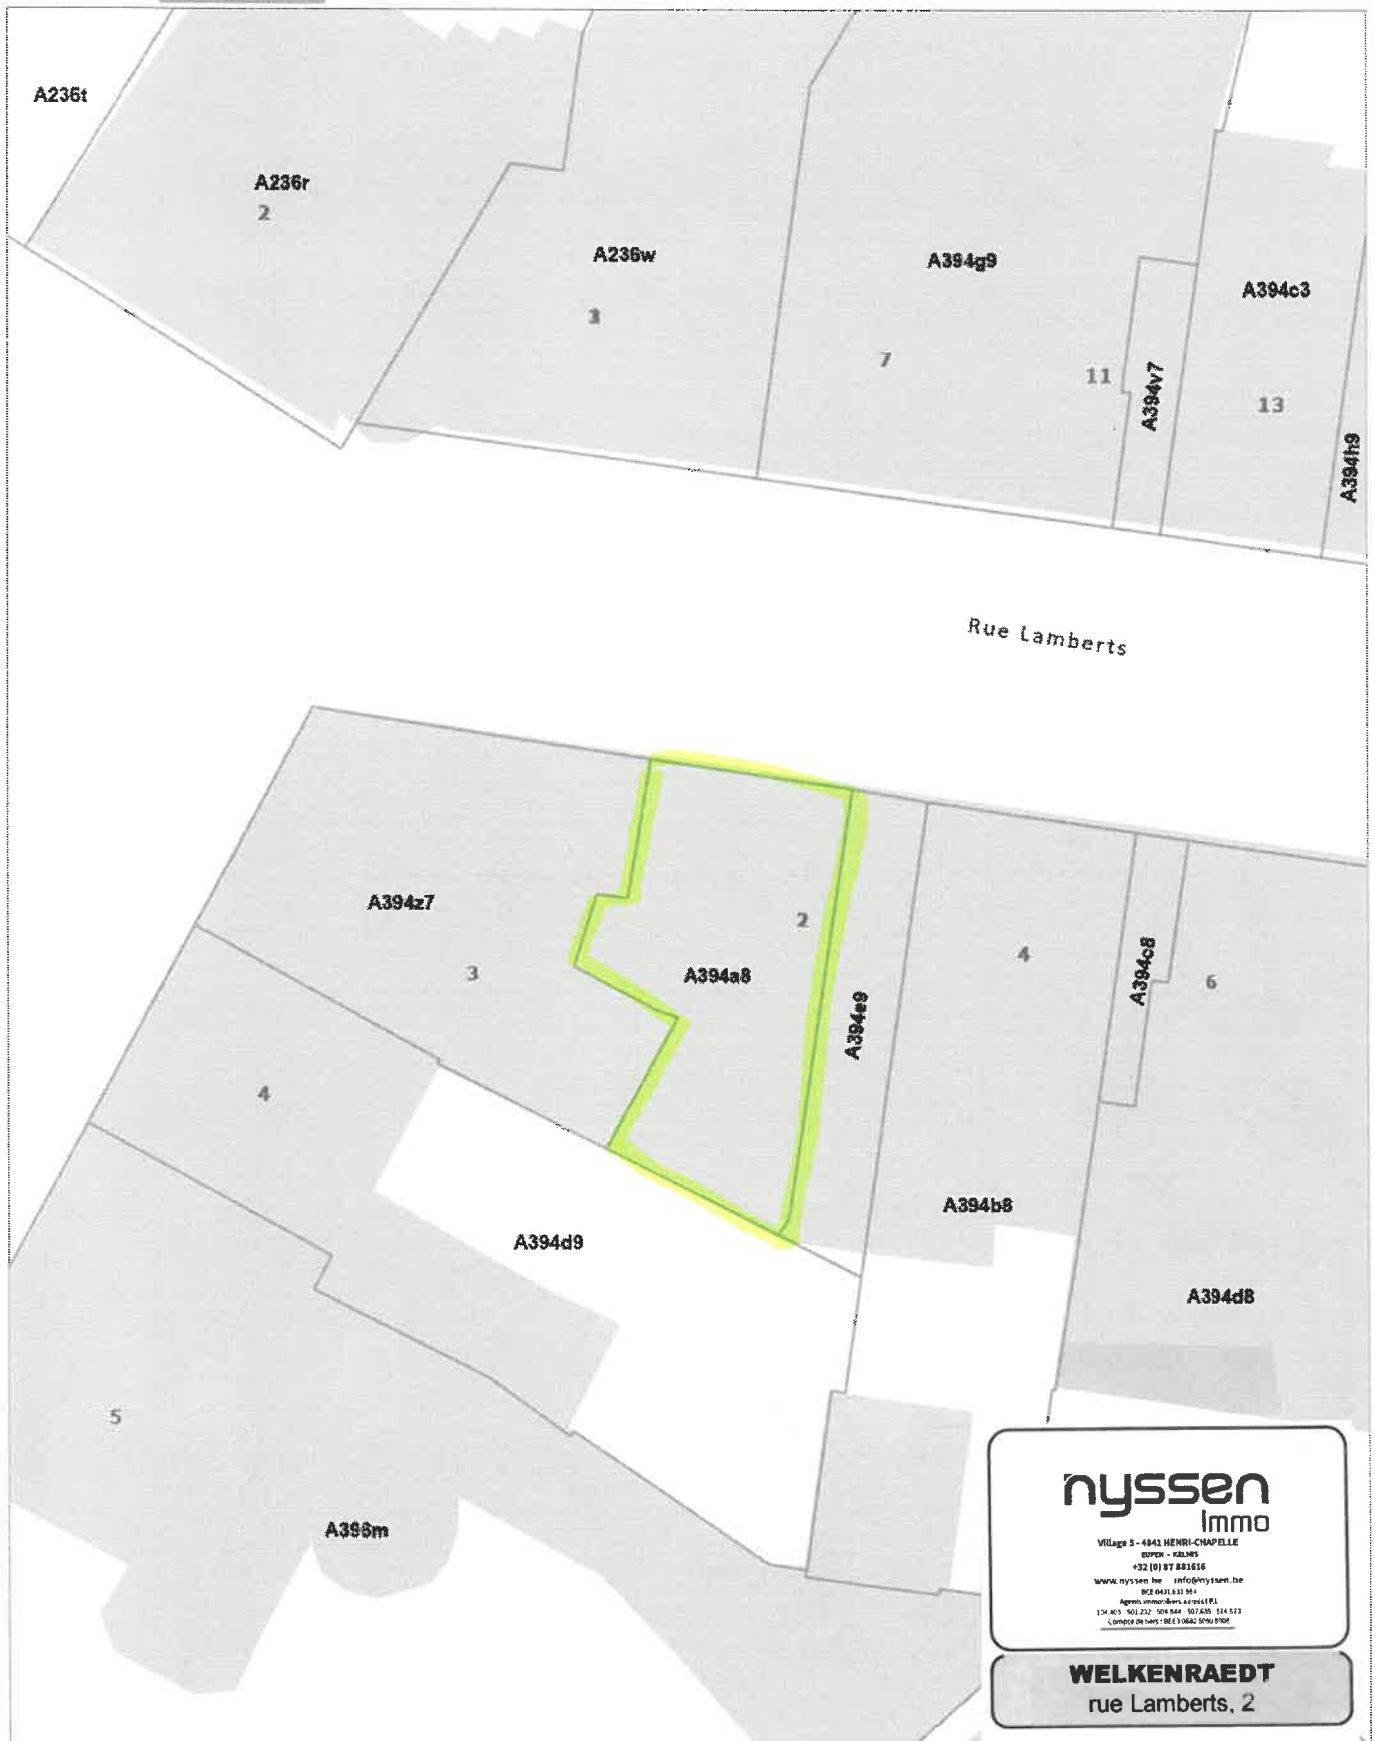 A236t
A236r
2
A236w
3
A394g9
7
11
A394v7
A394c3
13
A394h9
Rue Lamberts
A394z7
3
2
A394a8
A394e9
4
A394c8
6
4
A394b8
A394d9
A394d8
5
A396m
nyssen
Immo
Village 5 - 4841 HENRI-CHAPELLE
EUPEN - KELMIS
+32 (0) 87 881616
www.nyssen.be info@nyssen.be
WELKENRAEDT
rue Lamberts, 2